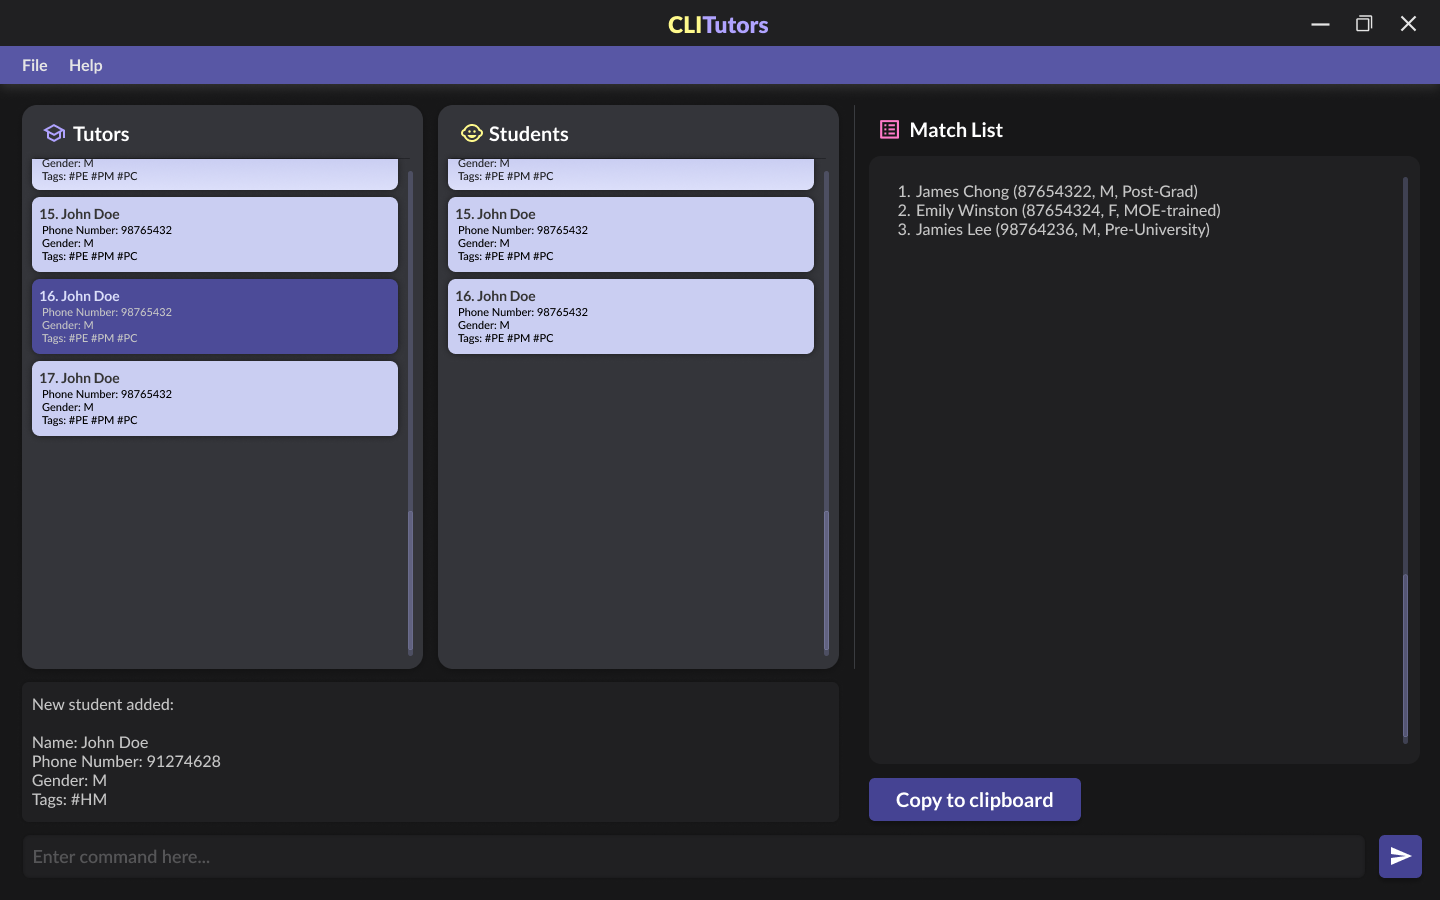 CLITutors
File Help
Tutors
Gender: M
Tags: #PE #PM #PC
15. John Doe
Phone Number: 98765432
Gender: M
Tags: #PE #PM #PC
16. John Doe
Phone Number: 98765432
Gender: M
Tags: #PE #PM #PC
17. John Doe
Phone Number: 98765432
Gender: M
Tags: #PE #PM #PC
Students
Gender: M
Tags: #PE #PM #PC
15. John Doe
Phone Number: 98765432
Gender: M
Tags: #PE #PM #PC
16. John Doe
Phone Number: 98765432
Gender: M
Tags: #PE #PM #PC
Match List
1. James Chong (87654322, M, Post-Grad)
2. Emily Winston (87654324, F, MOE-trained)
3. Jamies Lee (98764236, M, Pre-University)
New student added:
Name: John Doe
Phone Number: 91274628
Gender: M
Tags: #HM
Copy to clipboard
Enter command here...